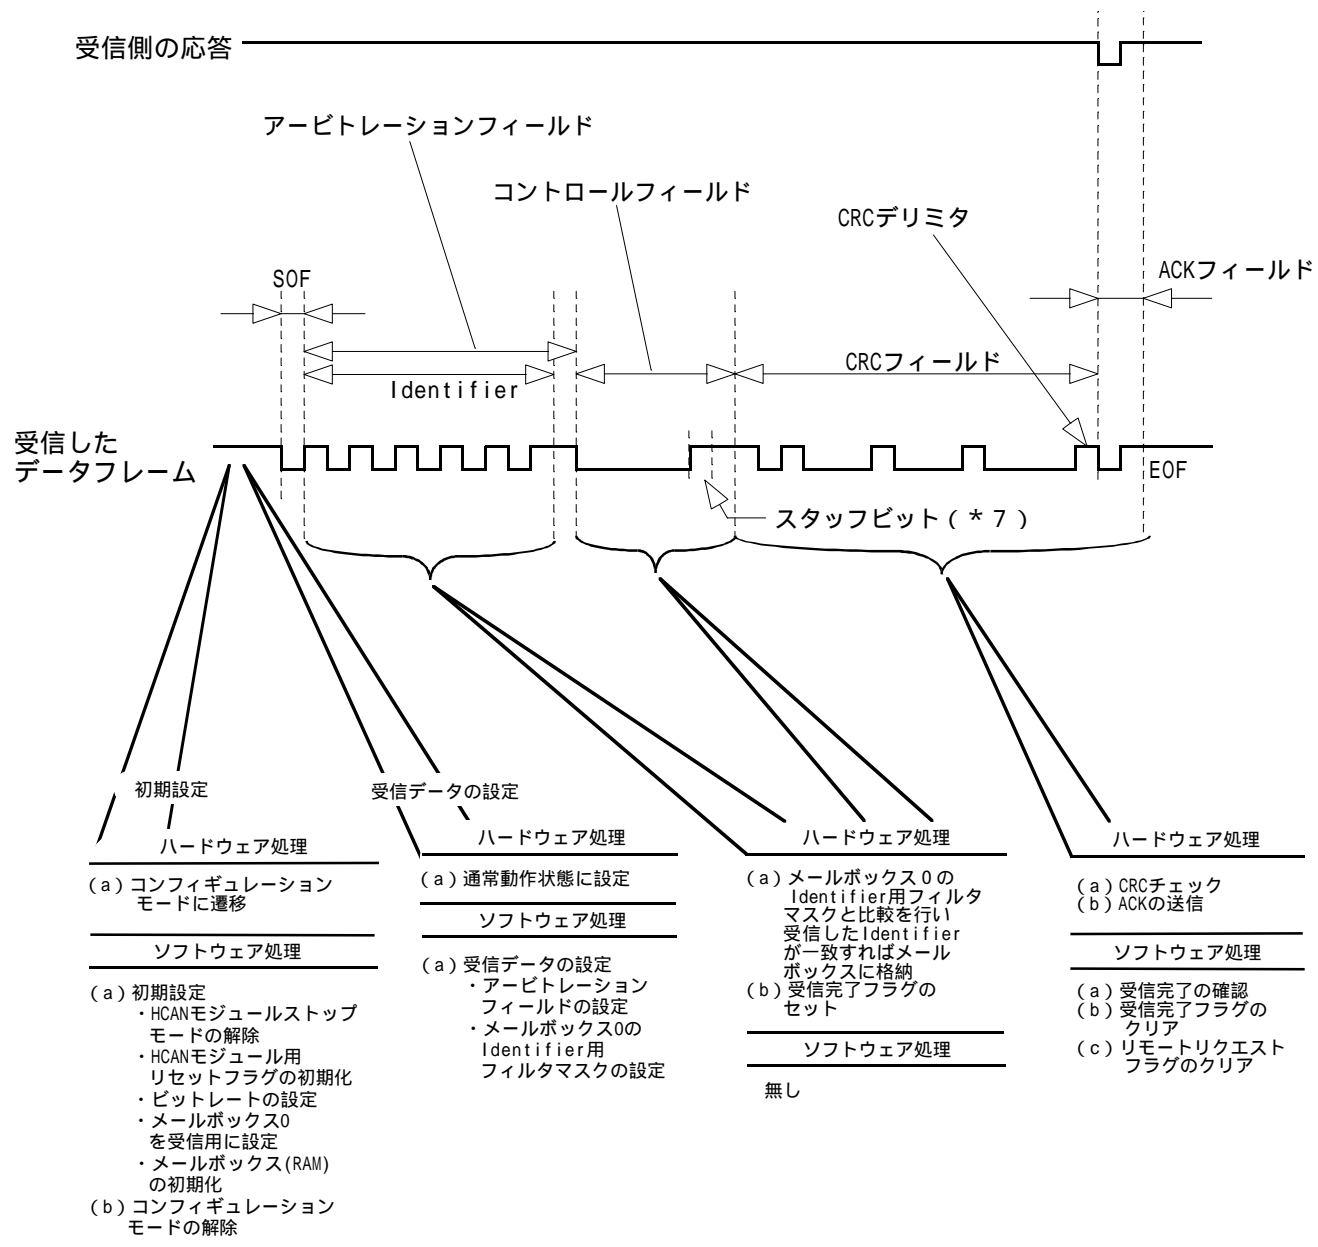 受信側の応答
アービトレーションフィールド
コントロールフィールド
CRCデリミタ
ACKフィールド
SOF
CRCフィールド
Identifier
受信した
データフレーム
EOF
スタッフビット(*7)
初期設定
ハードウェア処理
(a)コンフィギュレーション
モードに遷移
ソフトウェア処理
(a)初期設定
・HCANモジュールストップ
モードの解除
・HCANモジュール用
リセットフラグの初期化
・ビットレートの設定
・メールボックス0
を受信用に設定
・メールボックス(RAM)
の初期化
(b)コンフィギュレーション
モードの解除
受信データの設定
ハードウェア処理
(a)通常動作状態に設定
ソフトウェア処理
(a)受信データの設定
・アービトレーション
フィールドの設定
・メールボックス0の
Identifier用
フィルタマスクの設定
ハードウェア処理
(a)メールボックス0の
Identifier用フィルタ
マスクと比較を行い
受信したIdentifier
が一致すればメール
ボックスに格納
(b)受信完了フラグの
セット
ソフトウェア処理
無し
ハードウェア処理
(a)CRCチェック
(b)ACKの送信
ソフトウェア処理
(a)受信完了の確認
(b)受信完了フラグの
クリア
(c)リモートリクエスト
フラグのクリア